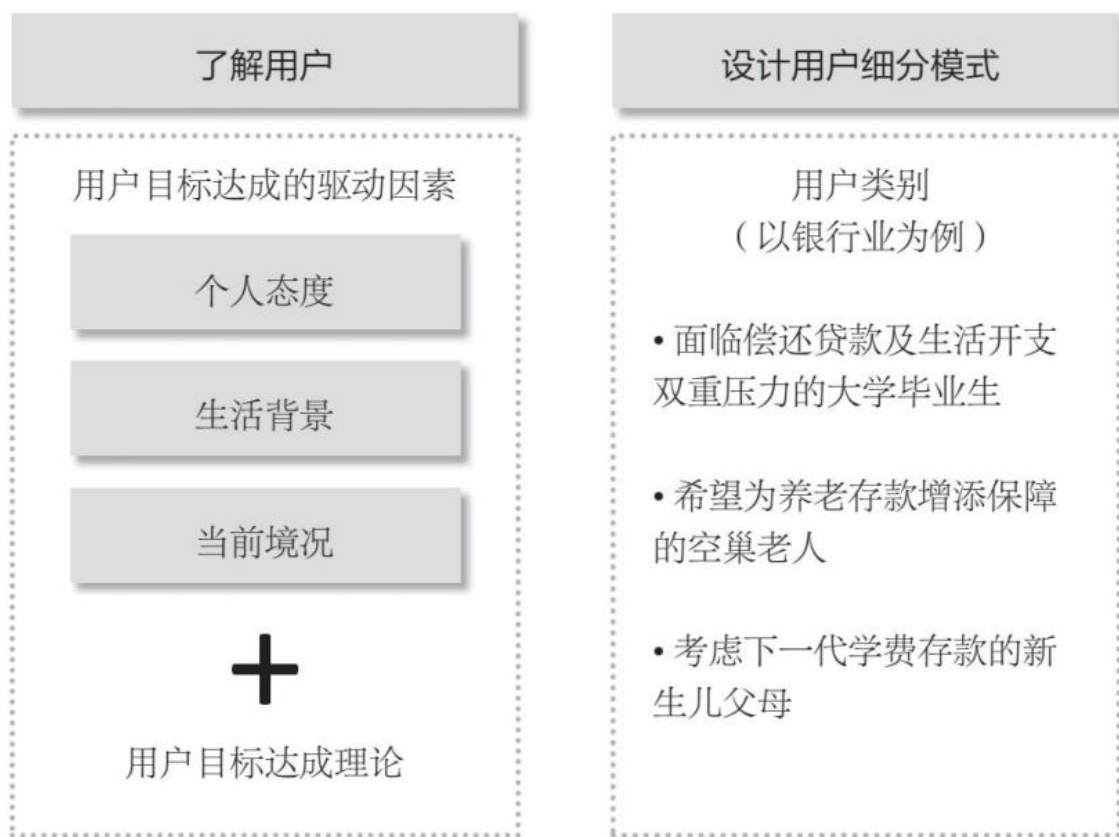 了解用户
用户目标达成的驱动因素
个人态度
生活背景
当前境况
+
用户目标达成理论
设计用户细分模式
用户类别
（以银行业为例）
• 面临偿还贷款及生活开支
双重压力的大学毕业生
• 希望为养老存款增添保障
的空巢老人
• 考虑下一代学费存款的新
生儿父母